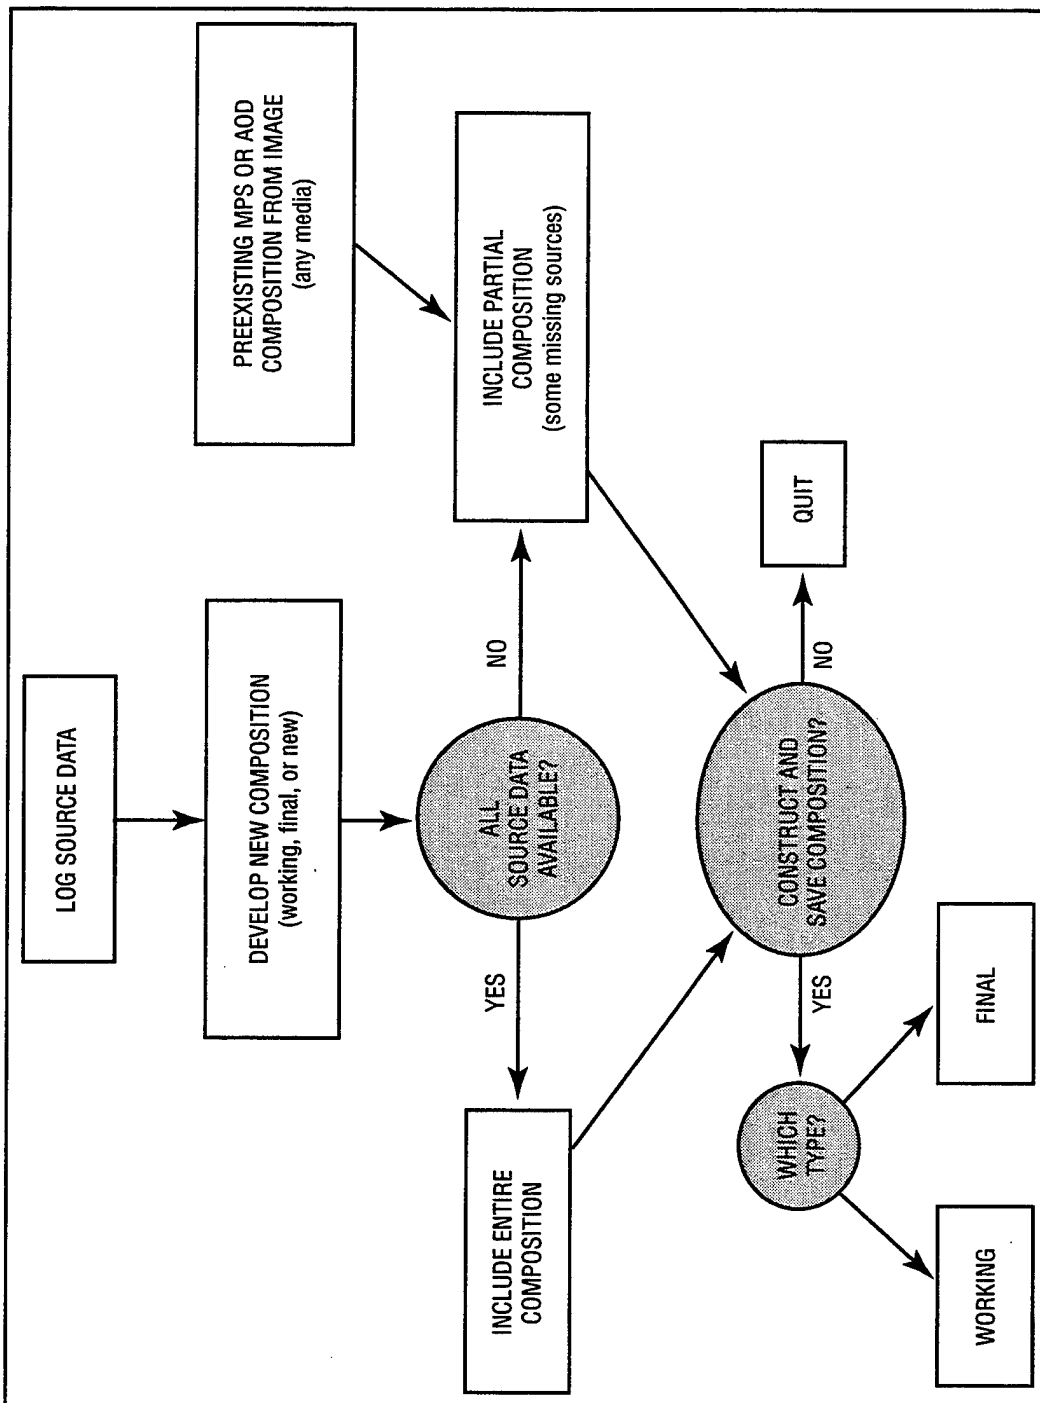 LOG SOURCE DATA
DEVELOP NEW COMPOSITION
(working, final, or new)
PREEXISTING MPS OR AOD
COMPOSITION FROM IMAGE
(any media)
ALL
SOURCE DATA
AVAILABLE?
YES
NO
INCLUDE ENTIRE
COMPOSITION
INCLUDE PARTIAL
COMPOSITION
(some missing sources)
CONSTRUCT AND
SAVE COMPOSITION?
YES
NO
WHICH
TYPE?
QUIT
WORKING
FINAL